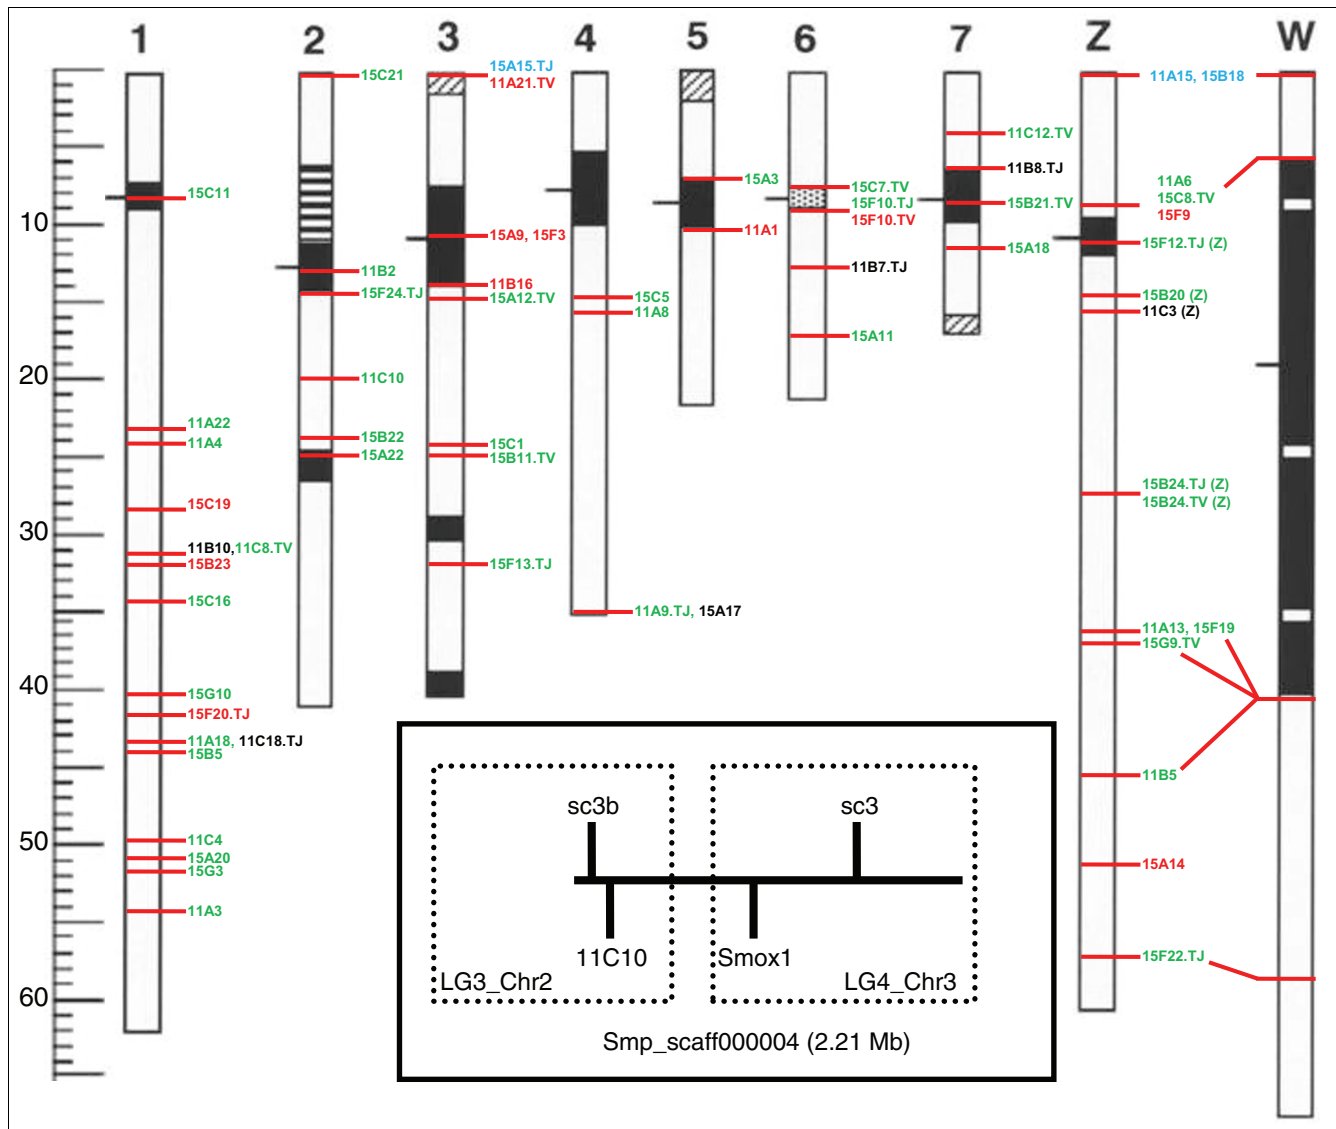 1 2 3 4 5 6 7 Z W
10
20
30
40
50
60
15C11
11A22
11A4
15C19
11B10,11C8.TV
15B23
15C16
15G10
15F20.TJ
11A18, 11C18.TJ
15B5
11C4
15A20
15G3
11A3
15C21
11B2
15F24.TJ
11C10
15B22
15A22
15A15.TJ
11A21.TV
15A9, 15F3
11B16
15A12.TV
15C1
15B11.TV
15F13.TJ
15C5
11A8
11A9.TJ, 15A17
15A3
11A1
15C7.TV
15F10.TJ
15F10.TV
11B7.TJ
15A11
11C12.TV
11B8.TJ
15B21.TV
15A18
11A15, 15B18
11A6
15C8.TV
15F9
15F12.TJ (Z)
15B20 (Z)
11C3 (Z)
15B24.TJ (Z)
15B24.TV (Z)
11A13, 15F19
15G9.TV
11B5
15A14
15F22.TJ
sc3b sc3
11C10 Smox1
LG3_Chr2 LG4_Chr3
Smp_scaff000004 (2.21 Mb)